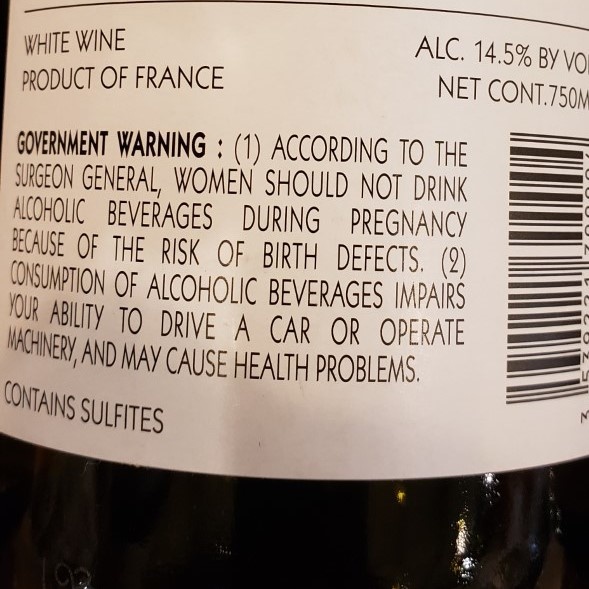 WHITE WINE
PRODUCT OF FRANCE
ALC. 14.5% BY
NET CONT.750M
GOVERNMENT WARNING : (1) ACCORDING TO THE
SURGEON GENERAL, WOMEN SHOULD NOT DRINK
ALCOHOLIC BEVERAGES DURING PREGNANCY
BECAUSE OF THE RISK OF BIRTH DEFECTS. (2)
CONSUMPTION OF ALCOHOLIC BEVERAGES IMPAIRS
YOUR ABILITY TO DRIVE A CAR OR OPERATE
MACHINERY, AND MAY CAUSE HEALTH PROBLEMS.
CONTAINS SULFITES